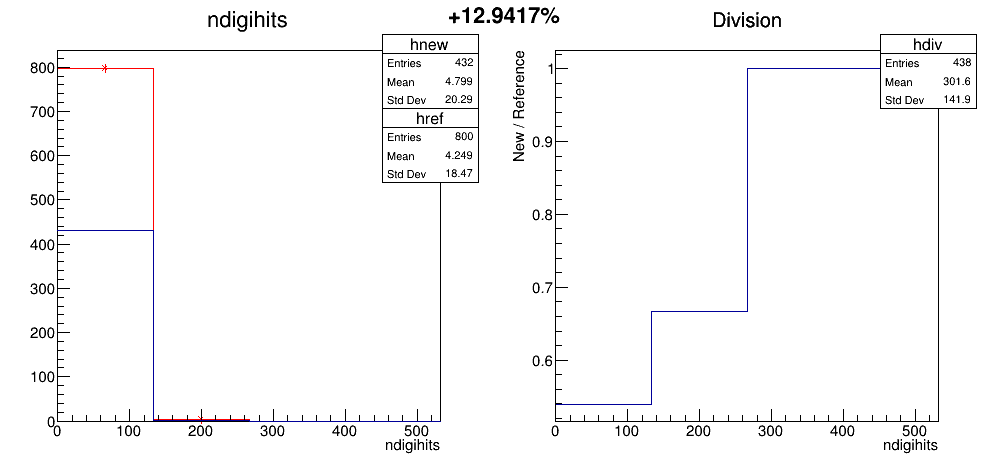 +12.9417%
ndigihits
hnew
Entries 432
Mean 4.799
Std Dev 20.29
href
Entries 800
Mean 4.249
Std Dev 18.47
800
700
600
500
400
300
200
100
0
0 100 200 300 400 500
ndigihits
Division
hdiv
Entries 438
Mean 301.6
Std Dev 141.9
New / Reference
1
0.9
0.8
0.7
0.6
0 100 200 300 400 500
ndigihits